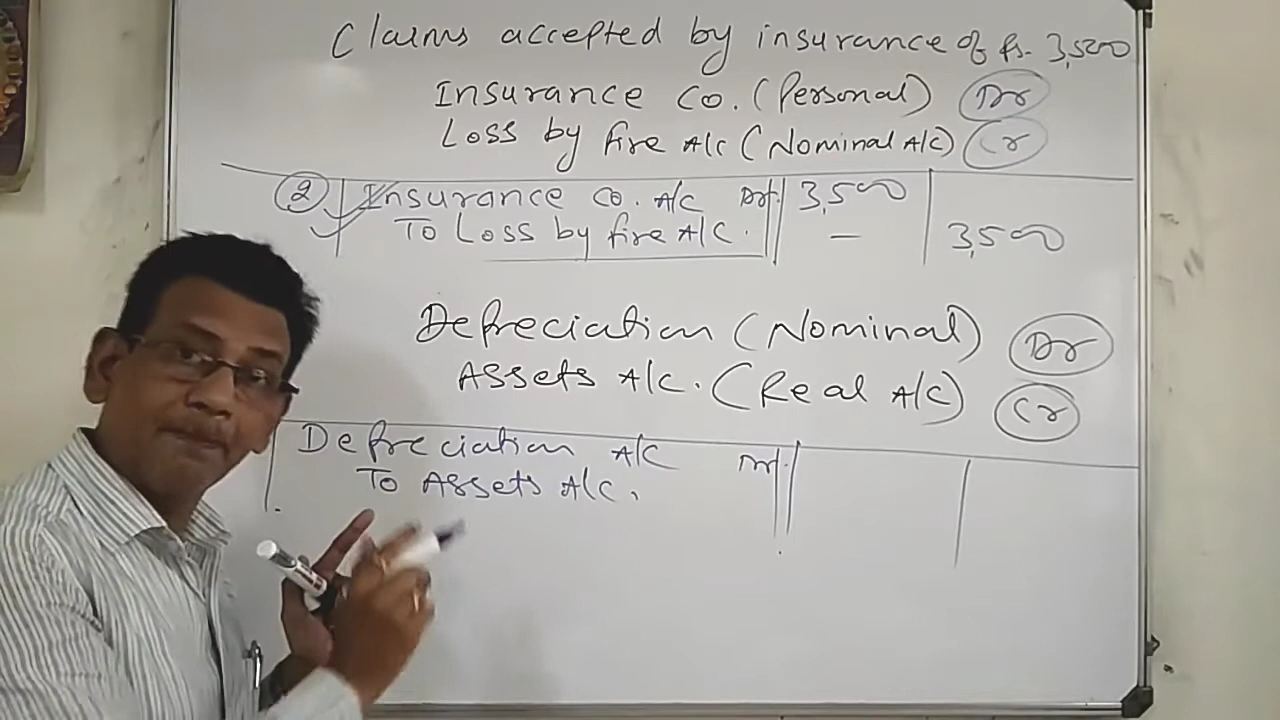 Claims accepted by insurance of Rs. 3,500
Insurance Co. (Personal) Dr
Loss by fire A/c (Nominal A/C) Cr
2 Insurance Co. A/c Dr. 3,500
To Loss by fire A/C. — 3,500
Depreciation (Nominal) Dr
Assets A/c. (Real A/C) Cr
Depreciation A/C Dr.
To Assets A/C.